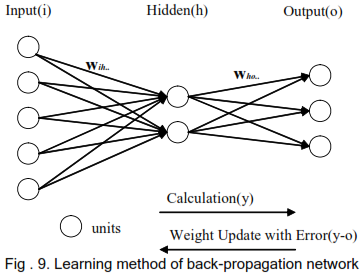 Input(i) Hidden(h) Output(o)
wih.. who..
Calculation(y)
units
Weight Update with Error(y-o)
Fig . 9. Learning method of back-propagation network